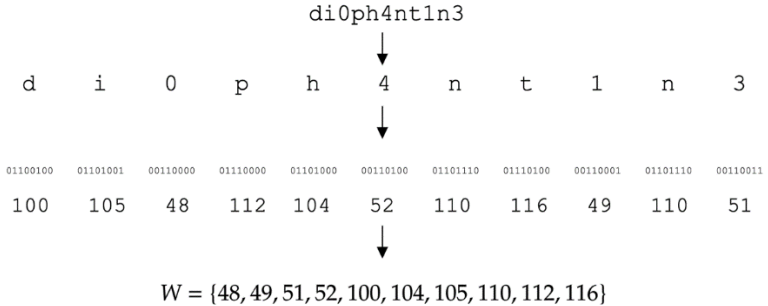 di0ph4nt1n3
d i 0 p h 4 n t 1 n 3
01100100 01101001 00110000 01110000 01101000 00110100 01101110 01110100 00110001 01101110 00110011
100 105 48 112 104 52 110 116 49 110 51
W = {48, 49, 51, 52, 100, 104, 105, 110, 112, 116}